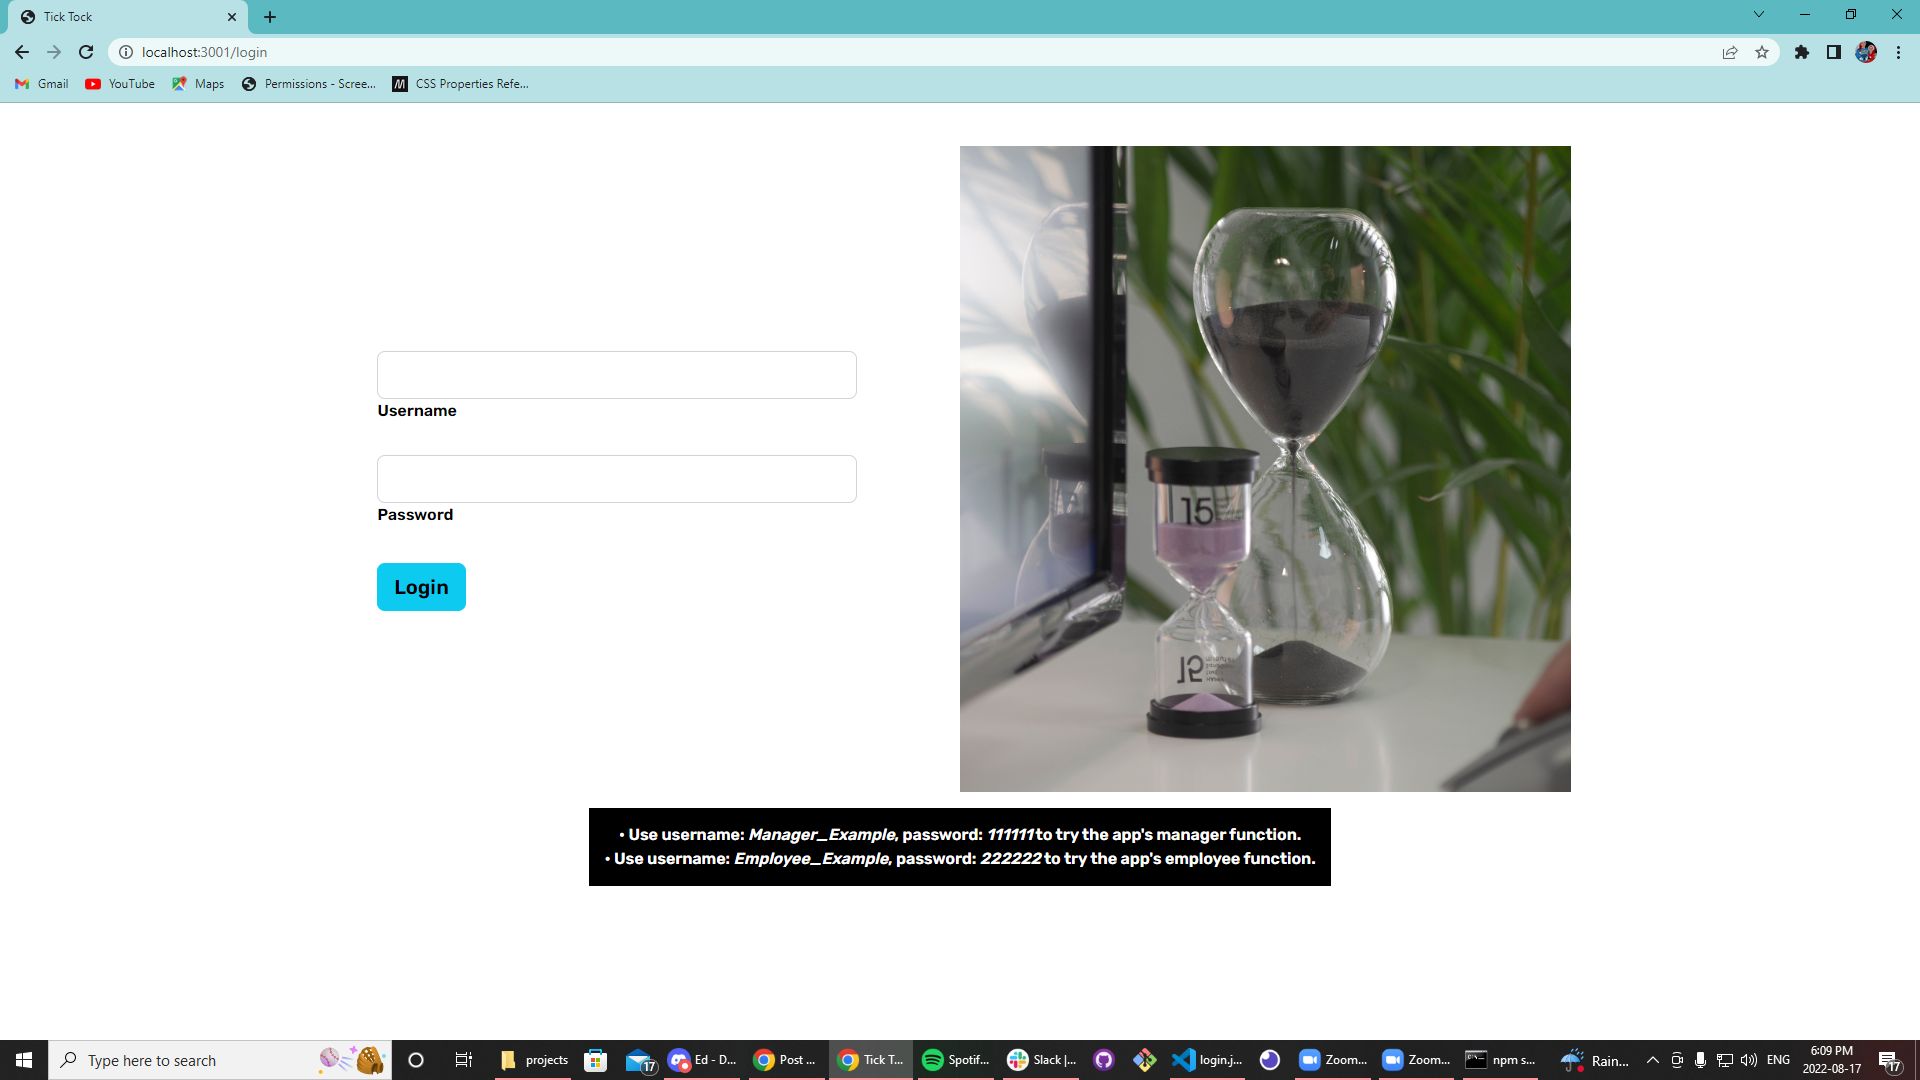 Tick Tock
localhost:3001/login
Gmail
YouTube
Maps
Permissions - Scree...
CSS Properties Refe...
Username
Password
Login
15
15
• Use username: Manager_Example, password: 111111 to try the app's manager function.
• Use username: Employee_Example, password: 222222 to try the app's employee function.
Type here to search
projects
17
Ed - D...
Post ...
Tick T...
Spotif...
Slack |...
login.j...
Zoom...
Zoom...
npm s...
Rain...
ENG
6:09 PM
2022-08-17
17